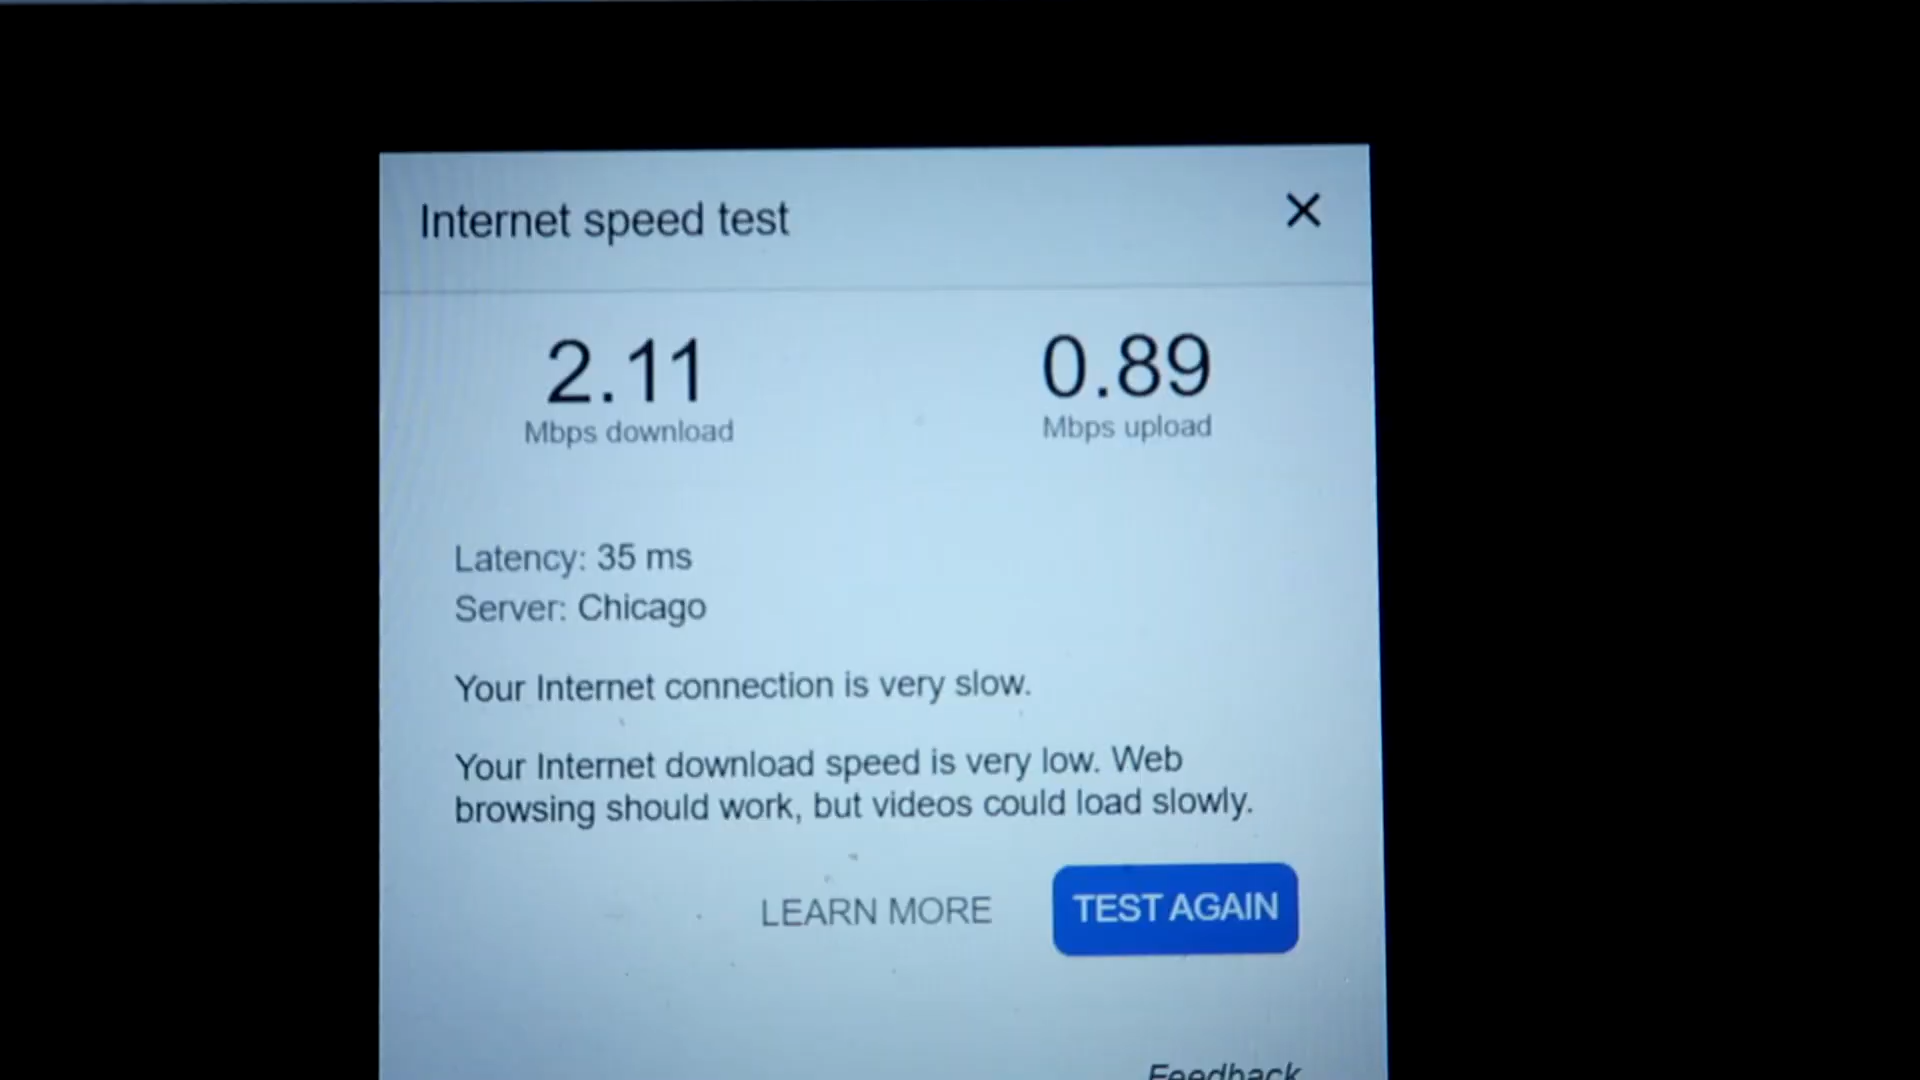 Internet speed test
2.11
Mbps download
0.89
Mbps upload
Latency: 35 ms
Server: Chicago
Your Internet connection is very slow.
Your Internet download speed is very low. Web
browsing should work, but videos could load slowly.
LEARN MORE
TEST AGAIN
Feedback